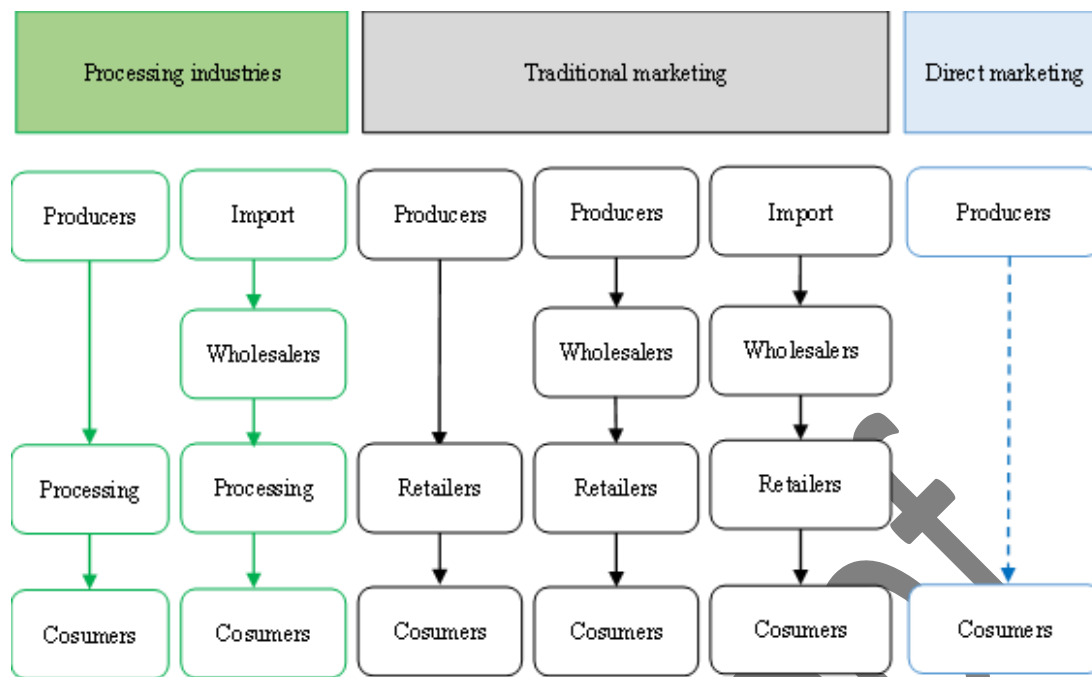 Processing industries
Traditional marketing
Direct marketing
Producers
Import
Producers
Producers
Import
Producers
Wholesalers
Wholesalers
Wholesalers
Processing
Processing
Retailers
Retailers
Retailers
Cosumers
Cosumers
Cosumers
Cosumers
Cosumers
Cosumers